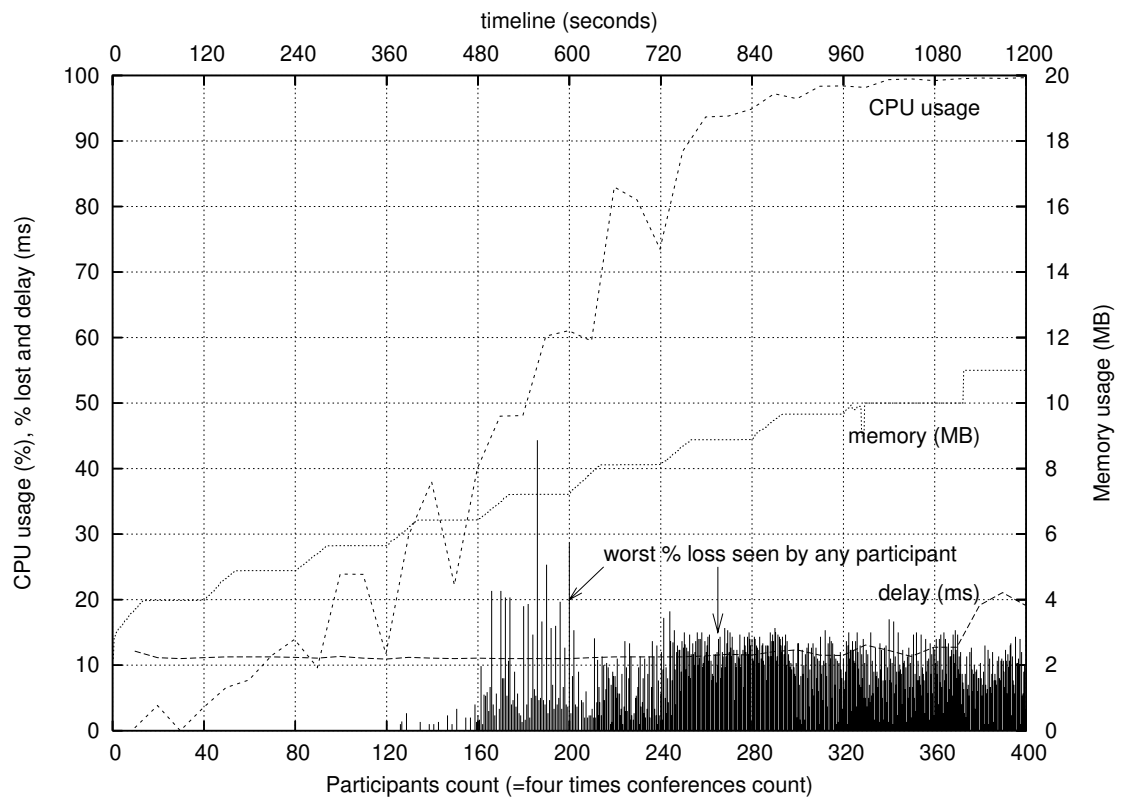 timeline (seconds)
0 120 240 360 480 600 720 840 960 1080 1200
100 20
CPU usage
90 18
80 16
70 14
60 12
50 10
memory (MB)
40 8
30 6
worst % loss seen by any participant
delay (ms)
20 4
10 2
0 0
0 40 80 120 160 200 240 280 320 360 400
Participants count (=four times conferences count)
CPU usage (%), % lost and delay (ms)
Memory usage (MB)